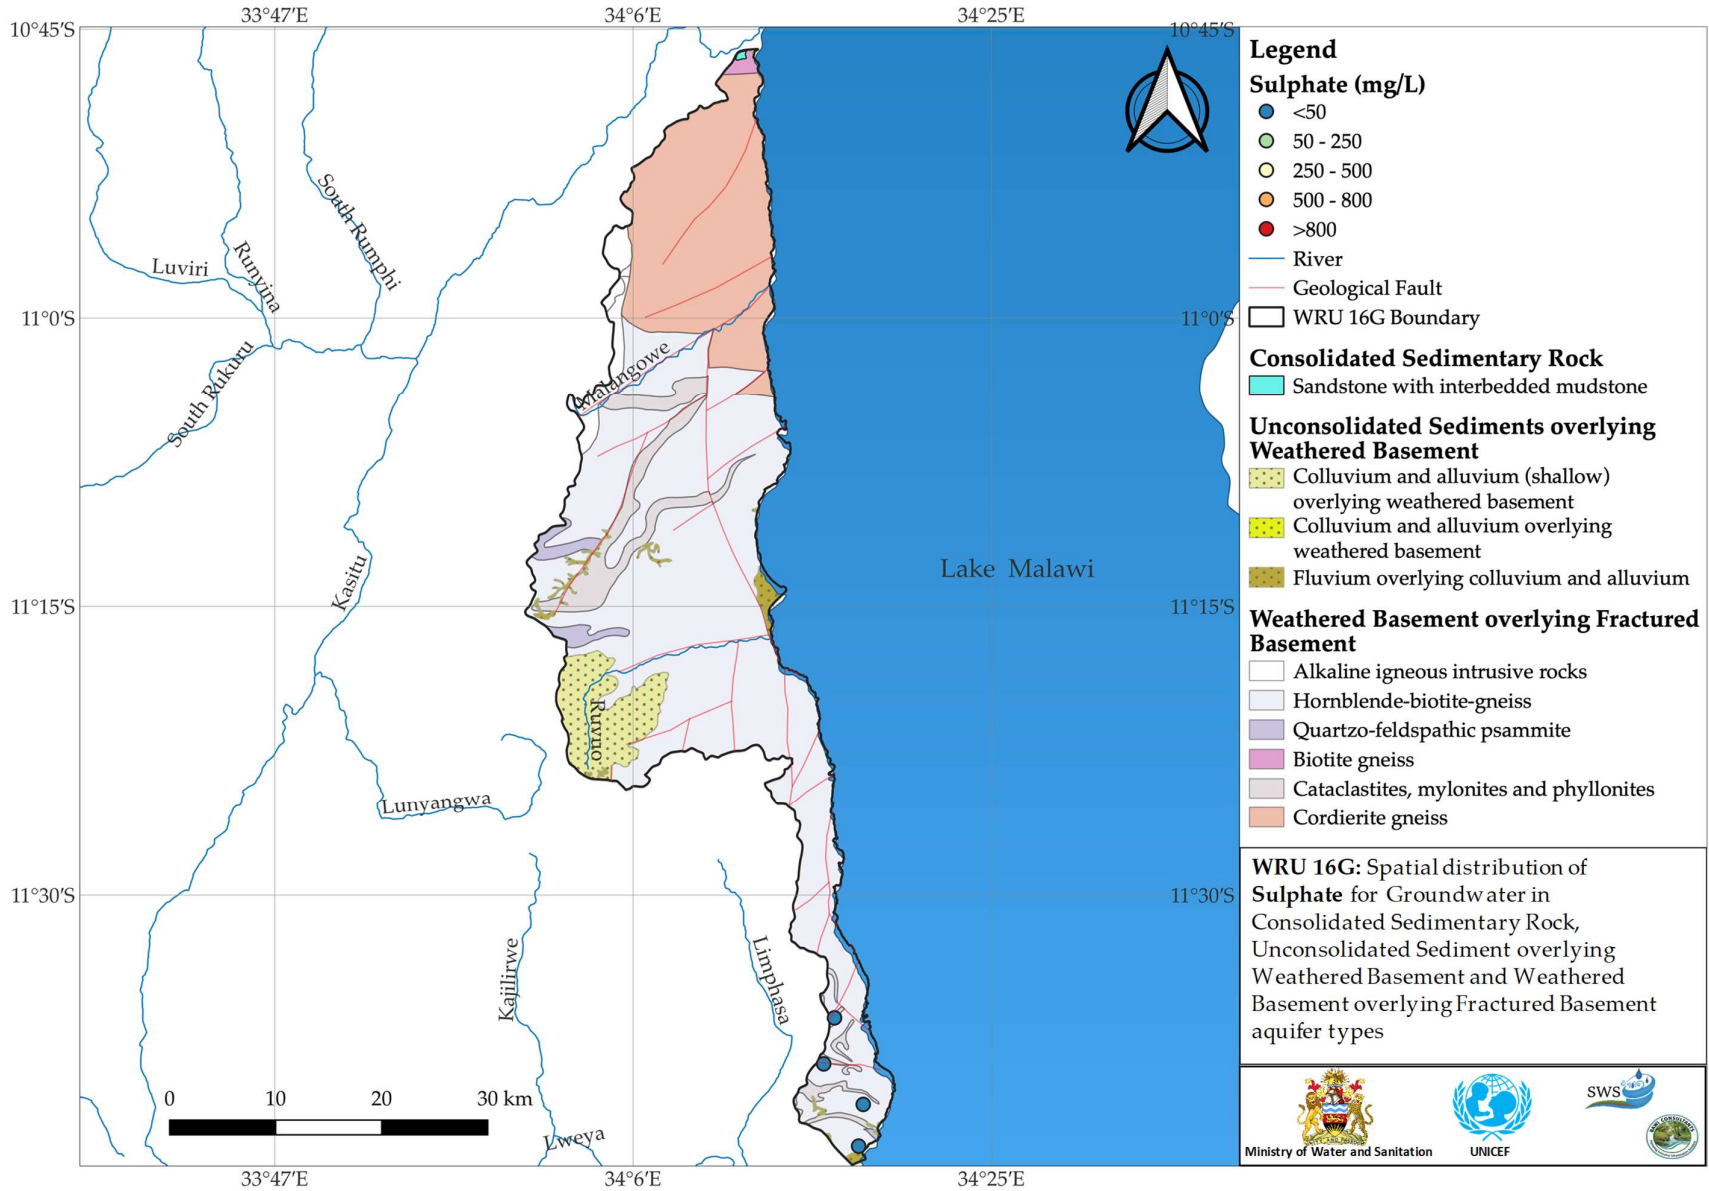 33°47'E
34°6'E
34°25'E
10°45'S
10°45'S
11°0'S
11°0'S
11°15'S
11°15'S
11°30'S
11°30'S
33°47'E
34°6'E
34°25'E
South Rumphi
Luviri
Runyina
South Rukuru
Malangowe
Kasitu
Lake Malawi
Ruvuo
Lunyangwa
Kajilirwe
Limphasa
Lweya
0 10 20 30 km
Legend
Sulphate (mg/L)
<50
50 - 250
250 - 500
500 - 800
>800
River
Geological Fault
WRU 16G Boundary
Consolidated Sedimentary Rock
Sandstone with interbedded mudstone
Unconsolidated Sediments overlying
Weathered Basement
Colluvium and alluvium (shallow)
overlying weathered basement
Colluvium and alluvium overlying
weathered basement
Fluvium overlying colluvium and alluvium
Weathered Basement overlying Fractured
Basement
Alkaline igneous intrusive rocks
Hornblende-biotite-gneiss
Quartzo-feldspathic psammite
Biotite gneiss
Cataclastites, mylonites and phyllonites
Cordierite gneiss
WRU 16G: Spatial distribution of
Sulphate for Groundwater in
Consolidated Sedimentary Rock,
Unconsolidated Sediment overlying
Weathered Basement and Weathered
Basement overlying Fractured Basement
aquifer types
Ministry of Water and Sanitation
UNICEF
SWS